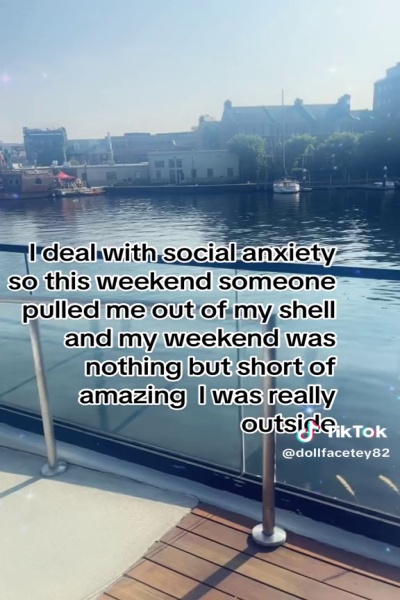 I deal with social anxiety
so this weekend someone
pulled me out of my shell
and my weekend was
nothing but short of
amazing I was really
outside
TikTok
@dollfacetey82